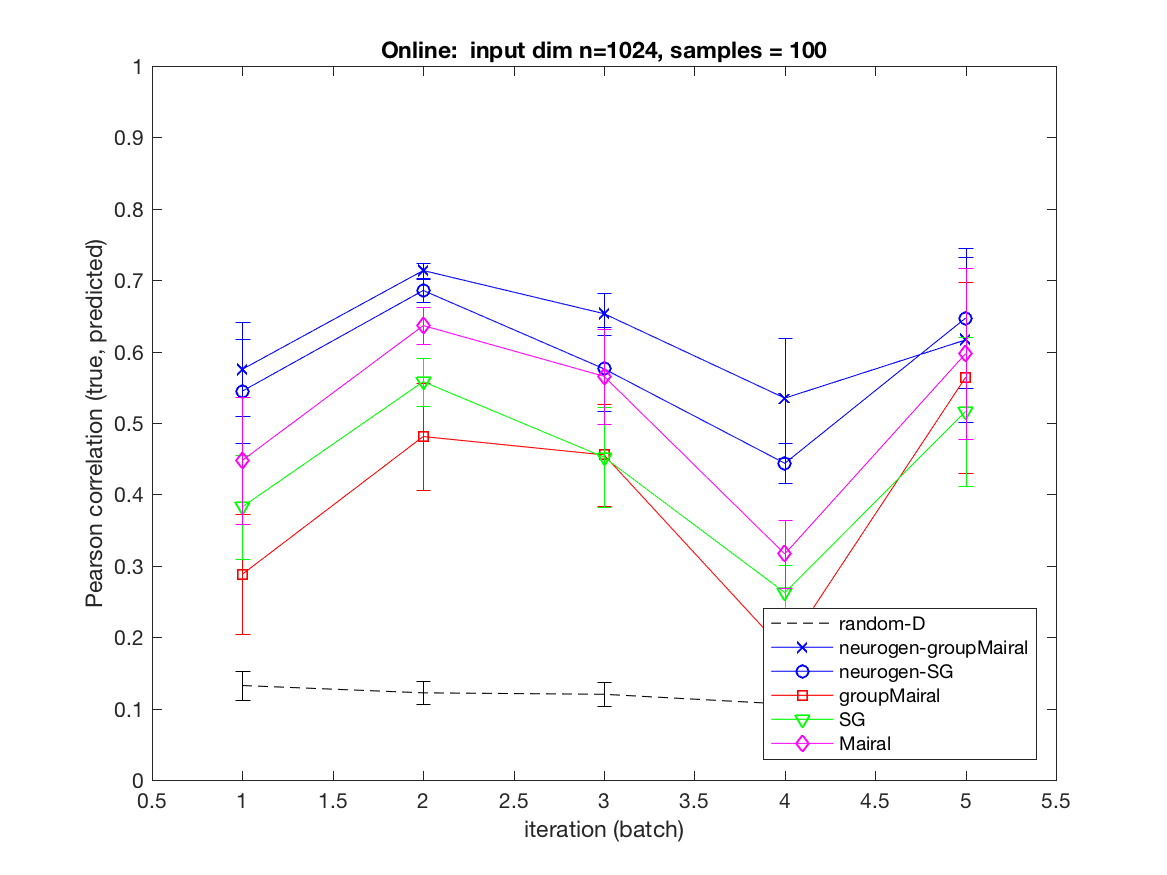 Online:  input dim n=1024, samples = 100
1
0.9
0.8
0.7
0.6
0.5
0.4
0.3
0.2
0.1
0
Pearson correlation (true, predicted)
random-D
neurogen-groupMairal
neurogen-SG
groupMairal
SG
Mairal
0.5 1 1.5 2 2.5 3 3.5 4 4.5 5 5.5
iteration (batch)